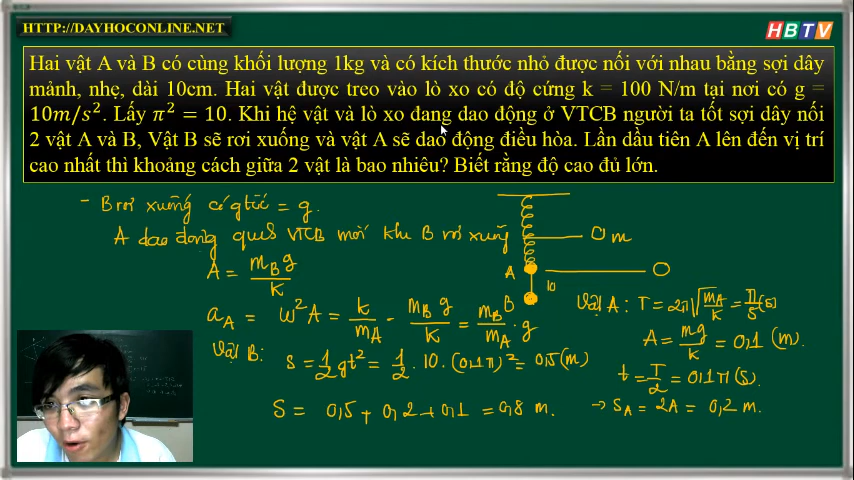 HTTP://DAYHOCONLINE.NET
HBTV
Hai vật A và B có cùng khối lượng 1kg và có kích thước nhỏ được nối với nhau bằng sợi dây
mảnh, nhẹ, dài 10cm. Hai vật được treo vào lò xo có độ cứng k = 100 N/m tại nơi có g =
10m/s². Lấy π² = 10. Khi hệ vật và lò xo đang dao động ở VTCB người ta tốt sợi dây nối
2 vật A và B, Vật B sẽ rơi xuống và vật A sẽ dao động điều hòa. Lần đầu tiên A lên đến vị trí
cao nhất thì khoảng cách giữa 2 vật là bao nhiêu? Biết rằng độ cao đủ lớn.
- B rơi xuống có gtốc = g.
A dao động quanh VTCB mới khi B rơi xuống
A = m_B g / k
a_A = ω²A = k/m_A · m_B g/k = m_B/m_A · g
Vật B: s = 1/2 gt² = 1/2 · 10 · (0,1π)² = 0,5 (m)
S = 0,5 + 0,2 + 0,1 = 0,8 m.
0 m
A
O
B
10
Vật A: T = 2π√(m_A/k) = π/5 (s)
A = mg/k = 0,1 (m).
t = T/2 = 0,1π (s).
→ S_A = 2A = 0,2 m.